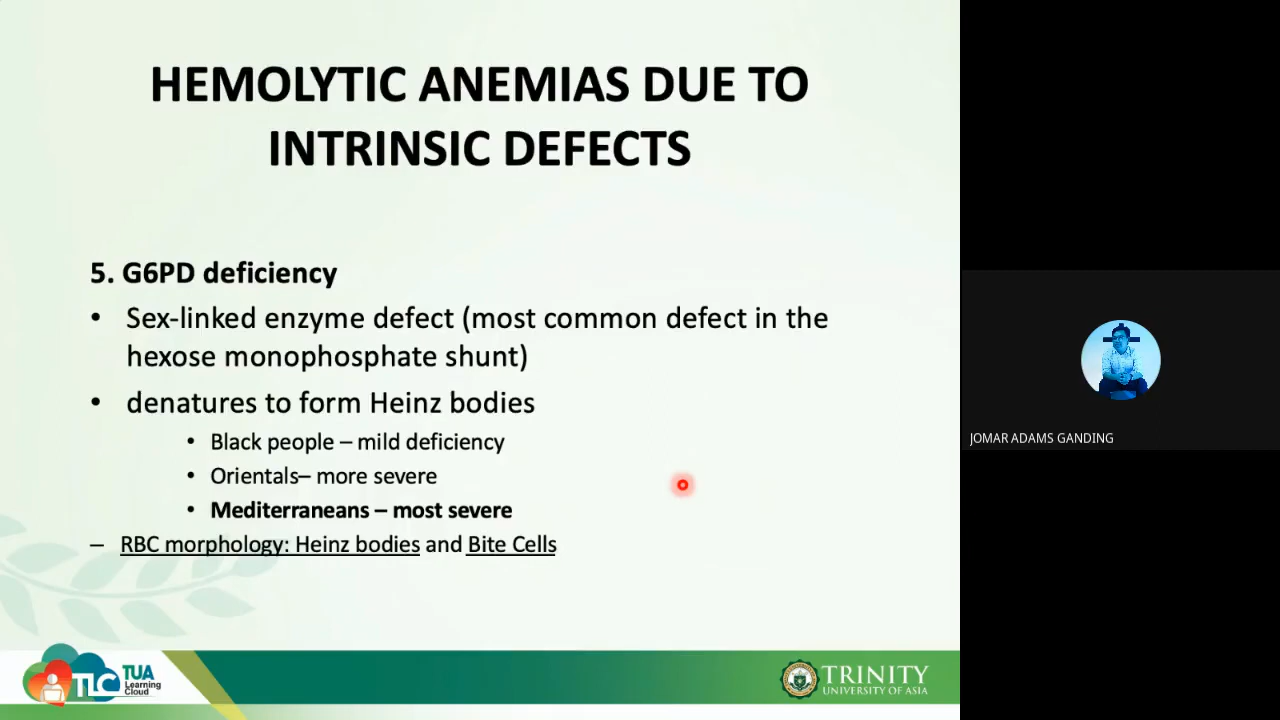 HEMOLYTIC ANEMIAS DUE TO
INTRINSIC DEFECTS
5. G6PD deficiency
• Sex-linked enzyme defect (most common defect in the
hexose monophosphate shunt)
• denatures to form Heinz bodies
• Black people – mild deficiency
• Orientals– more severe
• Mediterraneans – most severe
– RBC morphology: Heinz bodies and Bite Cells
JOMAR ADAMS GANDING
TLC
TUA
Learning
Cloud
TRINITY
UNIVERSITY OF ASIA